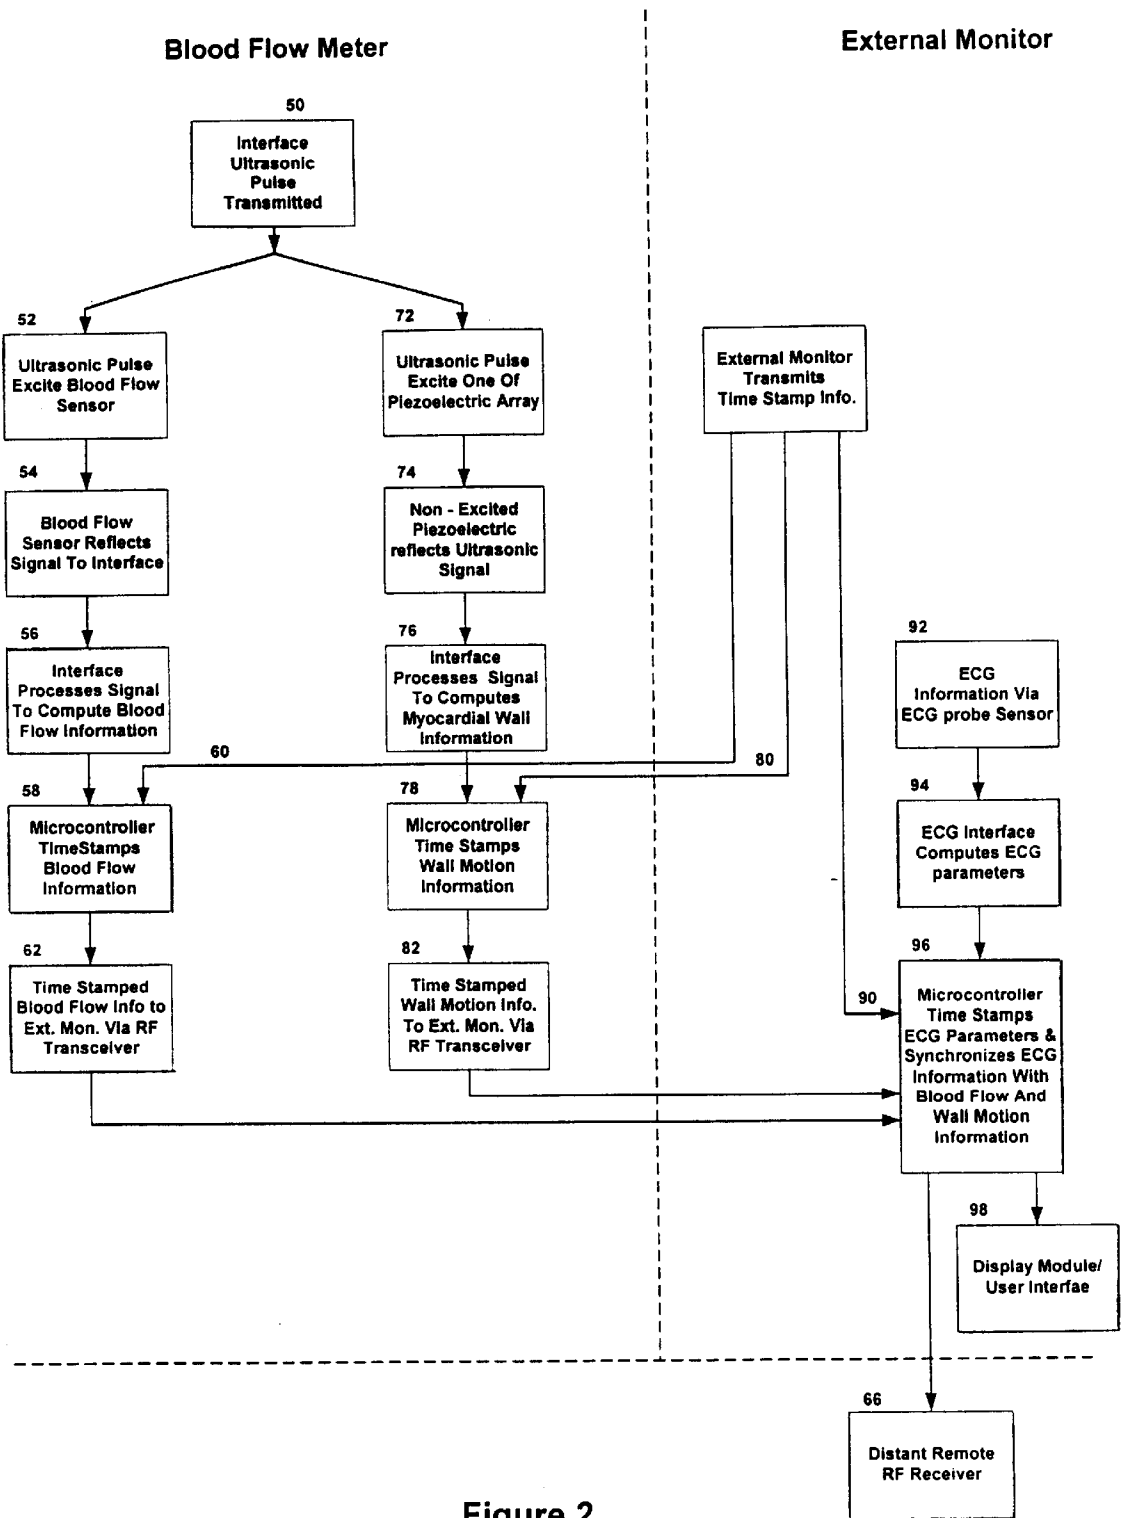 Blood Flow Meter
External Monitor
50
Interface
Ultrasonic
Pulse
Transmitted
52
Ultrasonic Pulse
Excite Blood Flow
Sensor
72
Ultrasonic Pulse
Excite One Of
Piezoelectric Array
External Monitor
Transmits
Time Stamp Info.
54
Blood Flow
Sensor Reflects
Signal To Interface
74
Non - Excited
Piezoelectric
reflects Ultrasonic
Signal
56
Interface
Processes Signal
To Compute Blood
Flow Information
76
Interface
Processes Signal
To Computes
Myocardial Wall
Information
92
ECG
Information Via
ECG probe Sensor
60
80
58
Microcontroller
TimeStamps
Blood Flow
Information
78
Microcontroller
Time Stamps
Wall Motion
Information
94
ECG Interface
Computes ECG
parameters
62
Time Stamped
Blood Flow Info to
Ext. Mon. Via RF
Transceiver
82
Time Stamped
Wall Motion Info.
To Ext. Mon. Via
RF Transceiver
90
96
Microcontroller
Time Stamps
ECG Parameters &
Synchronizes ECG
Information With
Blood Flow And
Wall Motion
Information
98
Display Module/
User Interfae
66
Distant Remote
RF Receiver
Figure 2